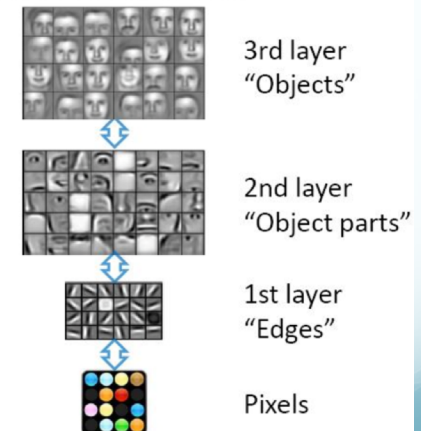 3rd layer
“Objects”
2nd layer
“Object parts”
1st layer
“Edges”
Pixels